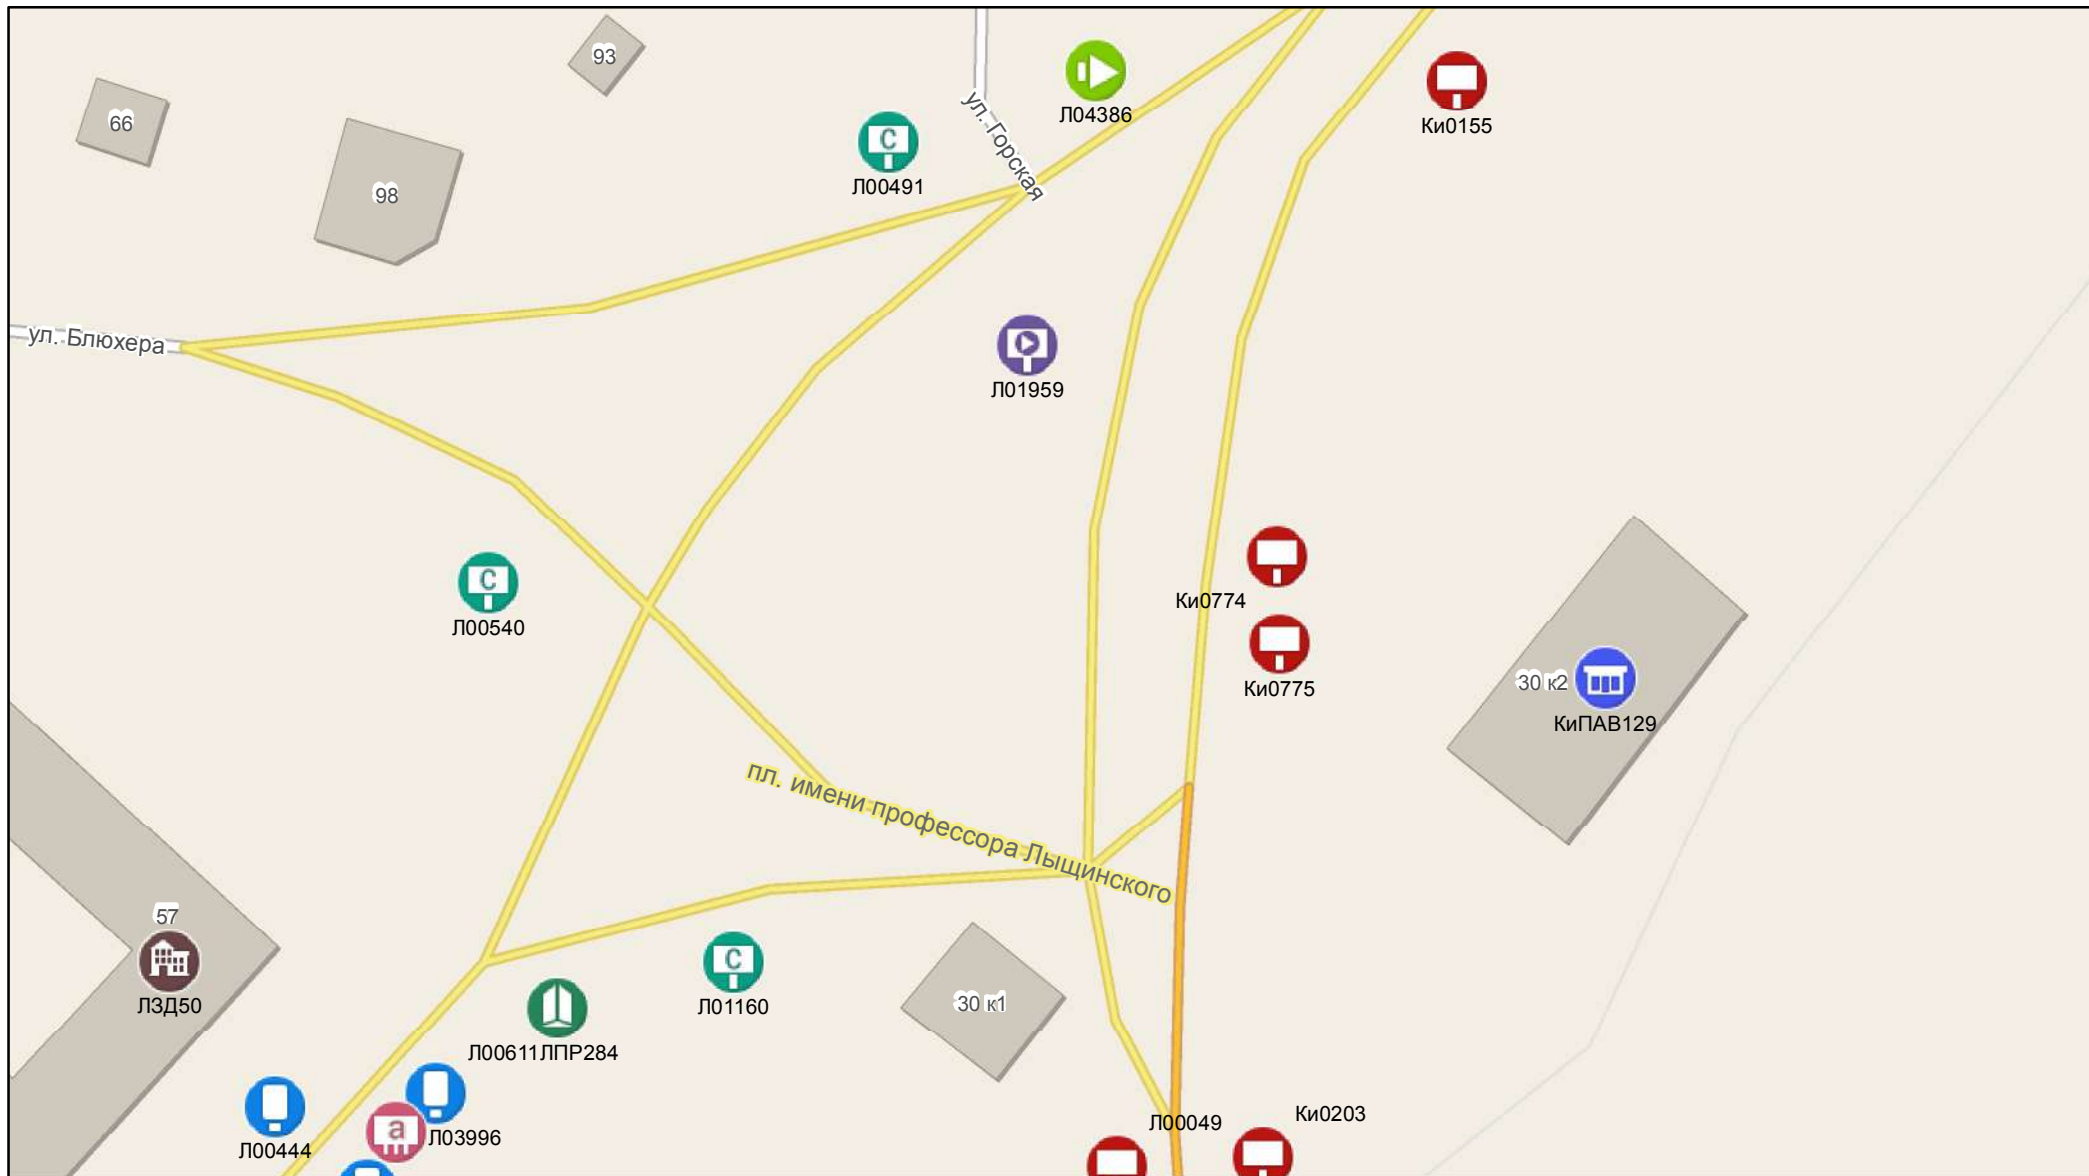 93
66
Л04386
Ки0155
98
С
Л00491
ул. Горская
ул. Блюхера
Л01959
С
Л00540
Ки0774
Ки0775
30 к2
КиПАВ129
пл. имени профессора Лыщинского
57
ЛЗД50
С
Л01160
30 к1
Л00611ЛПР284
Л00444
а
Л03996
Л00049
Ки0203